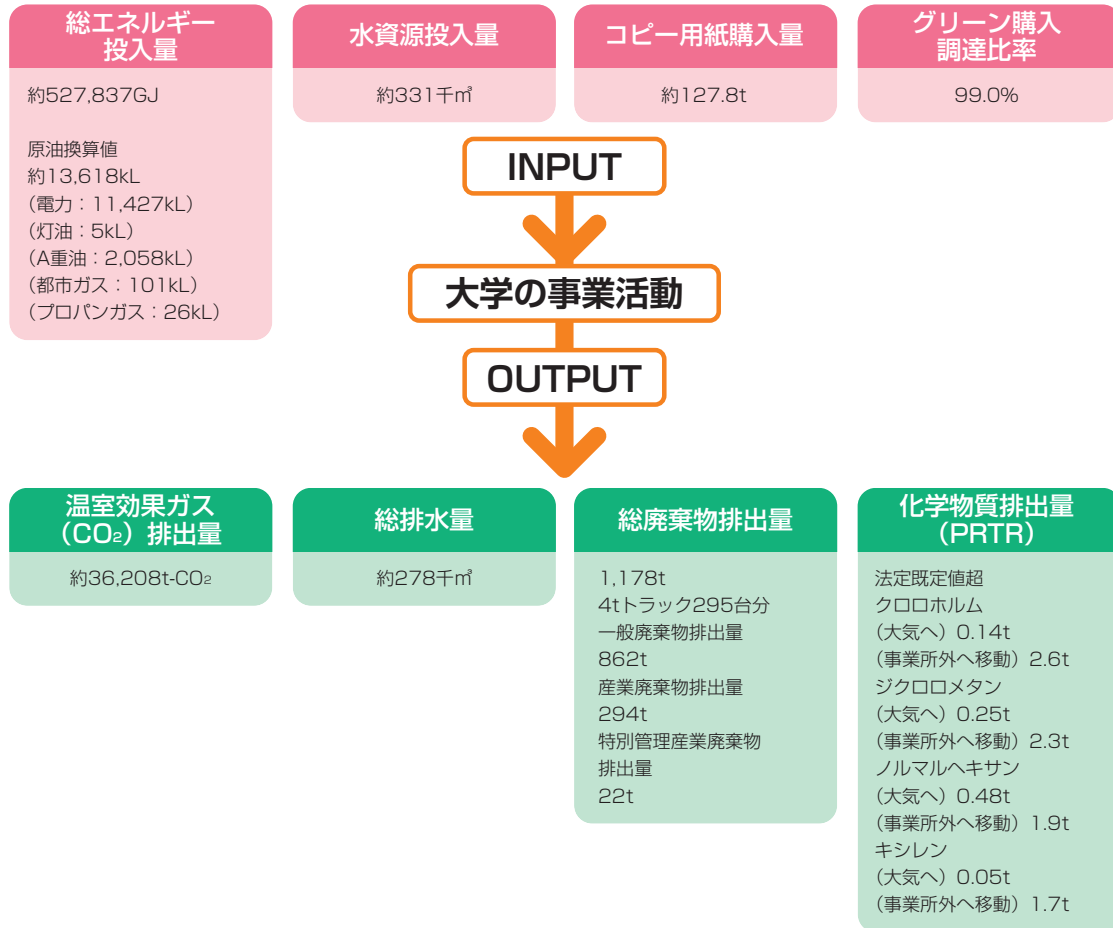 総エネルギー
投入量
約527,837GJ
原油換算値
約13,618kL
(電力：11,427kL)
(灯油：5kL)
(A重油：2,058kL)
(都市ガス：101kL)
(プロパンガス：26kL)
水資源投入量
約331千㎥
コピー用紙購入量
約127.8t
グリーン購入
調達比率
99.0%
INPUT
大学の事業活動
OUTPUT
温室効果ガス
（CO₂）排出量
約36,208t-CO₂
総排水量
約278千㎥
総廃棄物排出量
1,178t
4tトラック295台分
一般廃棄物排出量
862t
産業廃棄物排出量
294t
特別管理産業廃棄物
排出量
22t
化学物質排出量
（PRTR）
法定既定値超
クロロホルム
(大気へ) 0.14t
(事業所外へ移動) 2.6t
ジクロロメタン
(大気へ) 0.25t
(事業所外へ移動) 2.3t
ノルマルヘキサン
(大気へ) 0.48t
(事業所外へ移動) 1.9t
キシレン
(大気へ) 0.05t
(事業所外へ移動) 1.7t